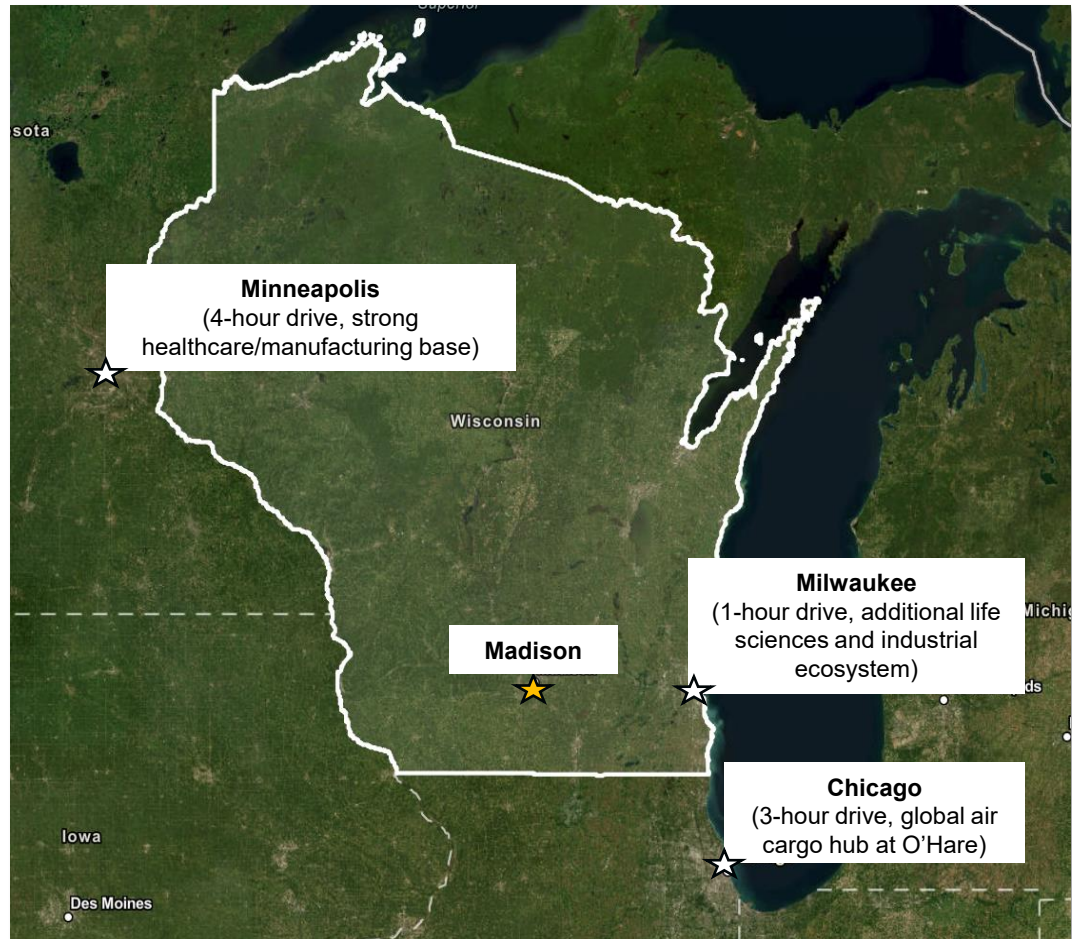 Superior
sota
Minneapolis
(4-hour drive, strong
healthcare/manufacturing base)
Wisconsin
Milwaukee
(1-hour drive, additional life
sciences and industrial
ecosystem)
Michig
Madison
ds
Chicago
(3-hour drive, global air
cargo hub at O’Hare)
Iowa
Des Moines